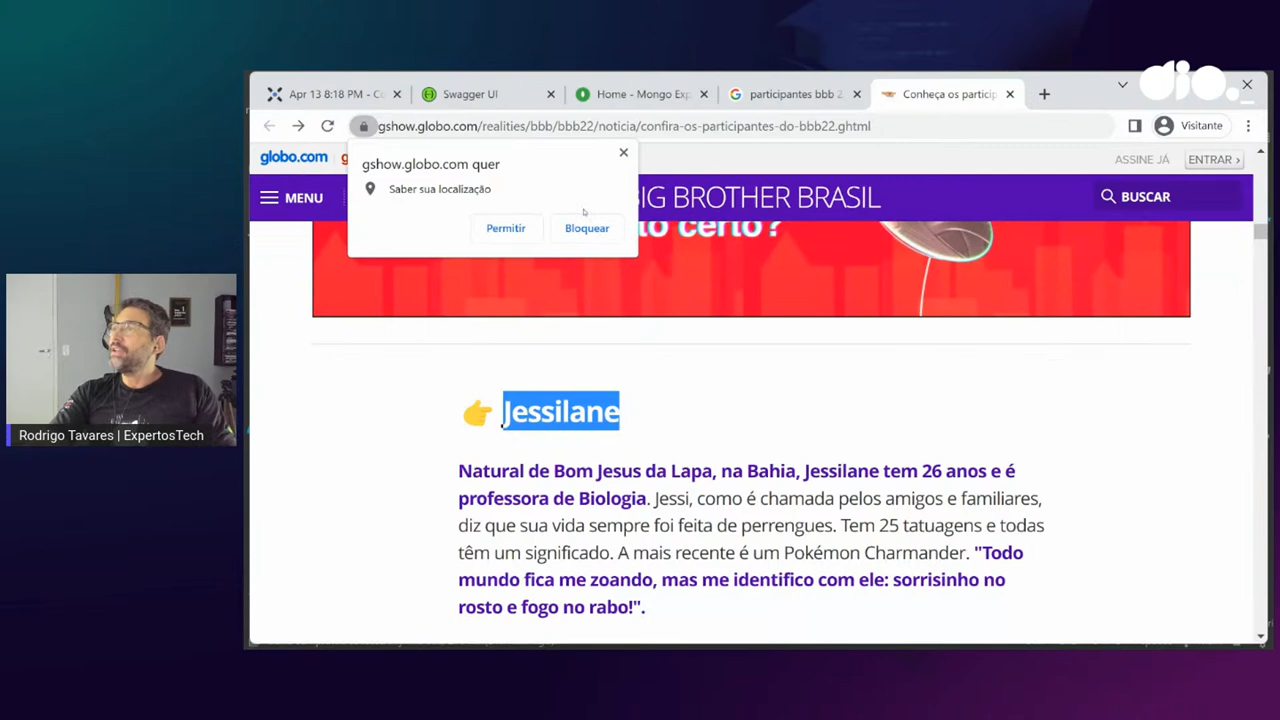 dio.
Apr 13 8:18 PM - Co
Swagger UI
Home - Mongo Exp
participantes bbb 2
Conheça os particip
gshow.globo.com/realities/bbb/bbb22/noticia/confira-os-participantes-do-bbb22.ghtml
Visitante
globo.com
g
ASSINE JÁ
ENTRAR ›
gshow.globo.com quer
Saber sua localização
Permitir
Bloquear
MENU
BIG BROTHER BRASIL
BUSCAR
to certo?
Jessilane
Natural de Bom Jesus da Lapa, na Bahia, Jessilane tem 26 anos e é
professora de Biologia. Jessi, como é chamada pelos amigos e familiares,
diz que sua vida sempre foi feita de perrengues. Tem 25 tatuagens e todas
têm um significado. A mais recente é um Pokémon Charmander. "Todo
mundo fica me zoando, mas me identifico com ele: sorrisinho no
rosto e fogo no rabo!".
Rodrigo Tavares | ExpertosTech